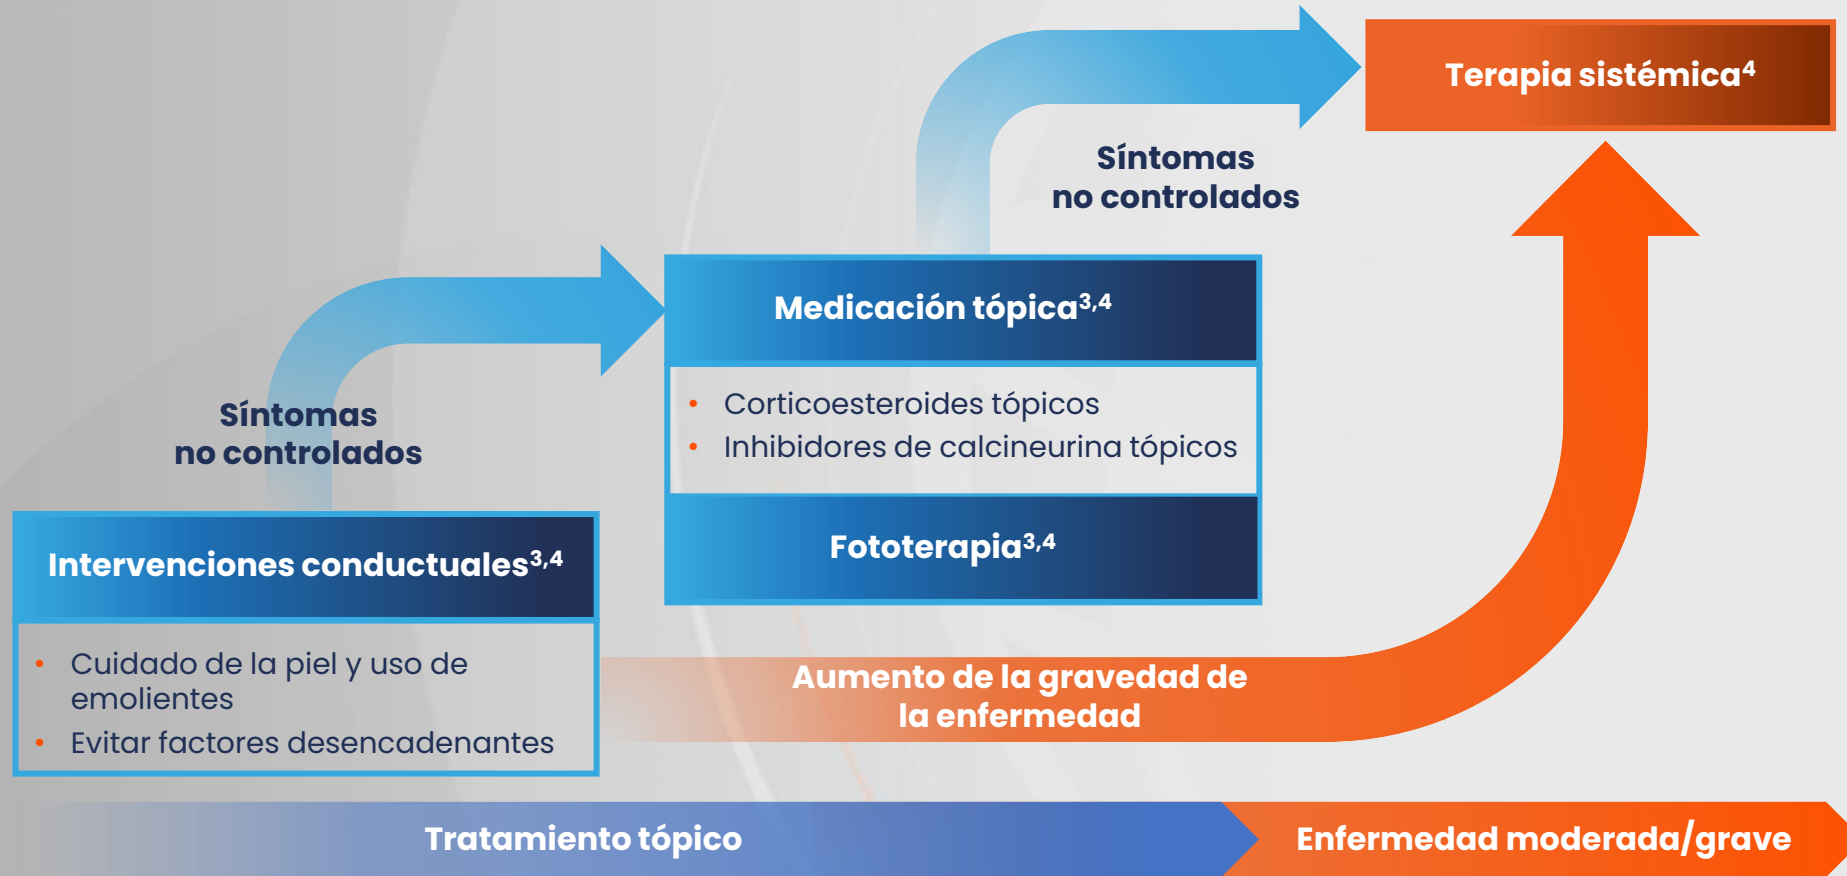 Terapia sistémica⁴
Síntomas
no controlados
Medicación tópica³,⁴
• Corticoesteroides tópicos
• Inhibidores de calcineurina tópicos
Fototerapia³,⁴
Síntomas
no controlados
Intervenciones conductuales³,⁴
• Cuidado de la piel y uso de
emolientes
• Evitar factores desencadenantes
Aumento de la gravedad de
la enfermedad
Tratamiento tópico
Enfermedad moderada/grave